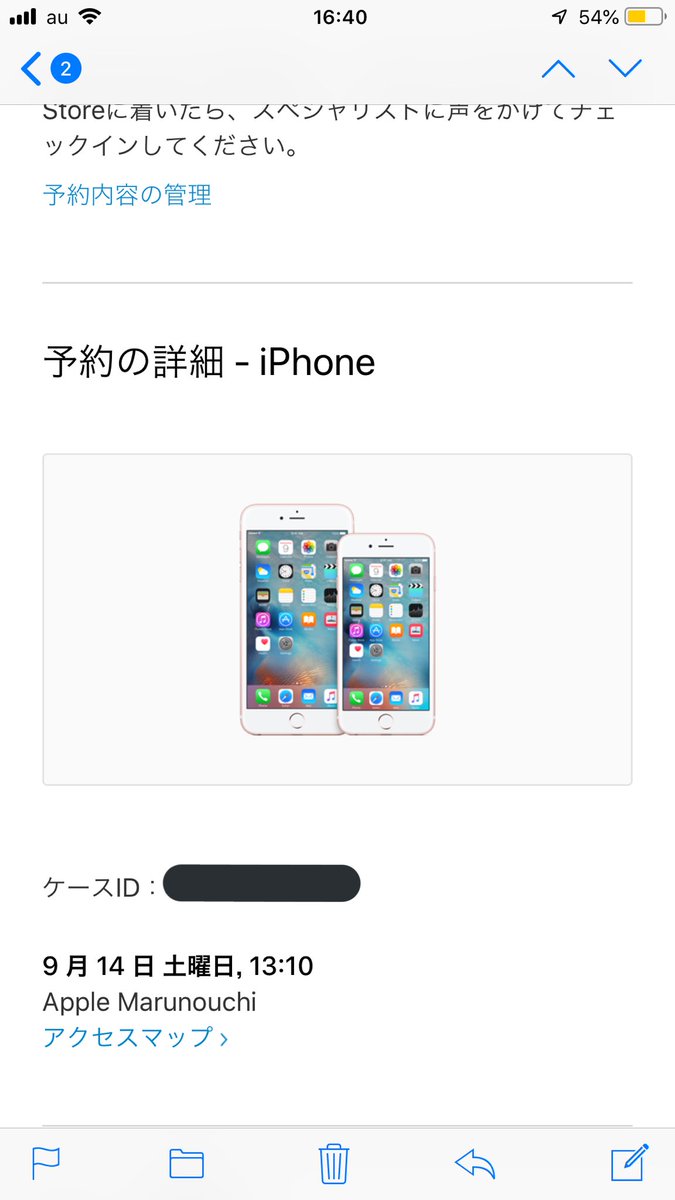 au 16:40 54%
2
Storeに着いたら、スペシャリストに声をかけてチェ
ックインしてください。
予約内容の管理
予約の詳細 - iPhone
ケースID：
9 月 14 日 土曜日, 13:10
Apple Marunouchi
アクセスマップ ›